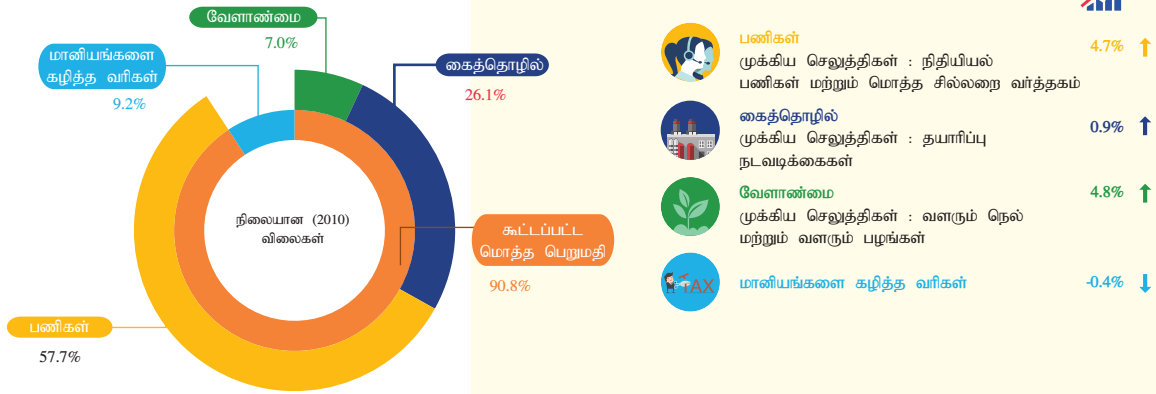 வேளாண்மை
7.0%
மானியங்களை
கழித்த வரிகள்
9.2%
கைத்தொழில்
26.1%
நிலையான (2010)
விலைகள்
கூட்டப்பட்ட
மொத்த பெறுமதி
90.8%
பணிகள்
57.7%
பணிகள்
4.7%
முக்கிய செலுத்திகள் : நிதியியல்
பணிகள் மற்றும் மொத்த சில்லறை வர்த்தகம்
கைத்தொழில்
0.9%
முக்கிய செலுத்திகள் : தயாரிப்பு
நடவடிக்கைகள்
வேளாண்மை
4.8%
முக்கிய செலுத்திகள் : வளரும் நெல்
மற்றும் வளரும் பழங்கள்
TAX
மானியங்களை கழித்த வரிகள்
-0.4%